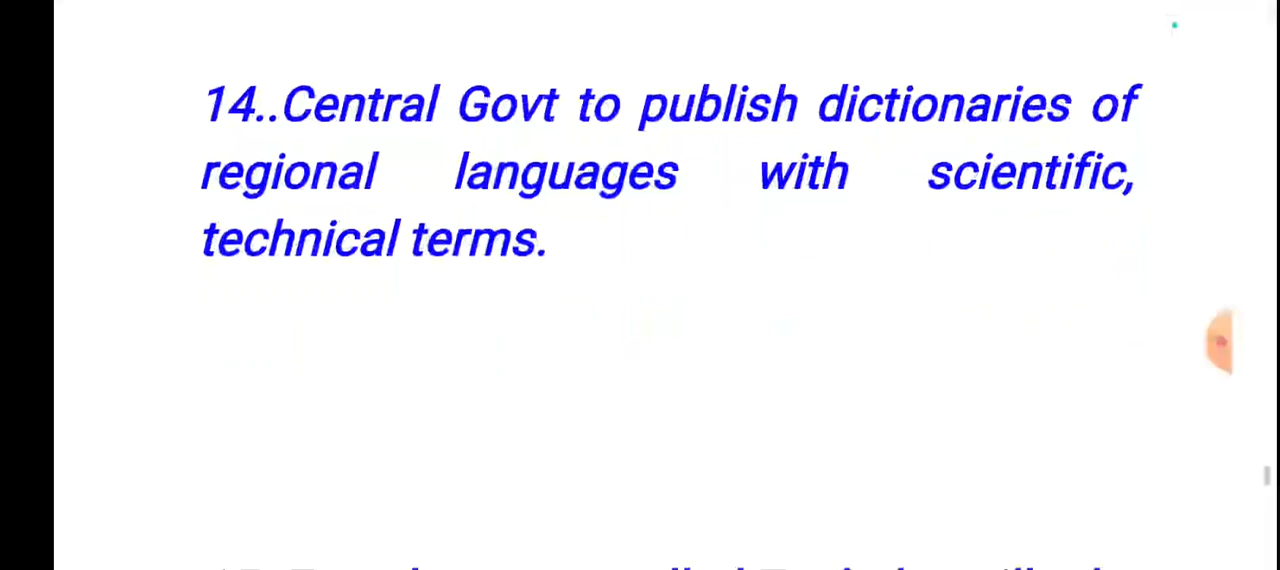 14..Central Govt to publish dictionaries of
regional languages with scientific,
technical terms.